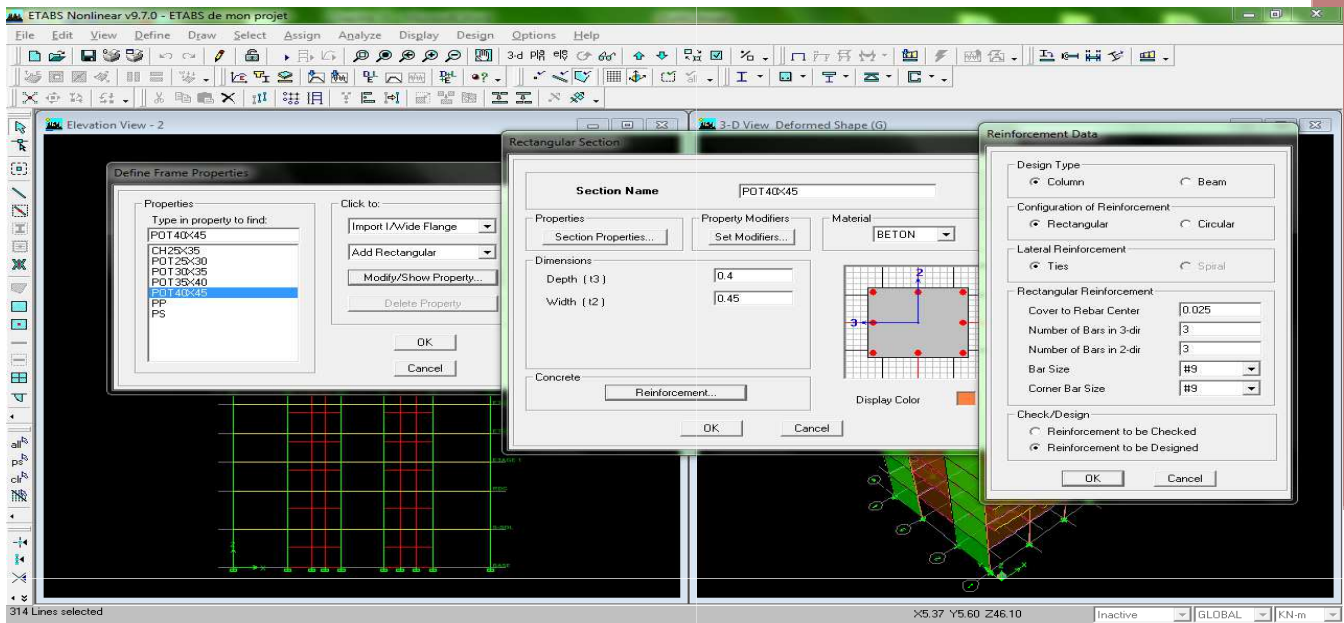 ETABS Nonlinear v9.7.0 - ETABS de mon projet
File Edit View Define Draw Select Assign Analyze Display Design Options Help
3-d
Elevation View - 2
3-D View Deformed Shape (G)
Define Frame Properties
Properties
Type in property to find:
POT40X45
CH25X35
POT25X30
POT30X35
POT35X40
POT40X45
PP
PS
Click to:
Import I/Wide Flange
Add Rectangular
Modify/Show Property...
Delete Property
OK
Cancel
Rectangular Section
Section Name POT40X45
Properties
Section Properties...
Property Modifiers
Set Modifiers...
Material
BETON
Dimensions
Depth ( t3 ) 0.4
Width ( t2 ) 0.45
2
3
Concrete
Reinforcement...
Display Color
OK Cancel
Reinforcement Data
Design Type
Column Beam
Configuration of Reinforcement
Rectangular Circular
Lateral Reinforcement
Ties Spiral
Rectangular Reinforcement
Cover to Rebar Center 0.025
Number of Bars in 3-dir 3
Number of Bars in 2-dir 3
Bar Size #9
Corner Bar Size #9
Check/Design
Reinforcement to be Checked
Reinforcement to be Designed
OK Cancel
all
ps
clr
314 Lines selected
X5.37 Y5.60 Z46.10
Inactive
GLOBAL
KN-m